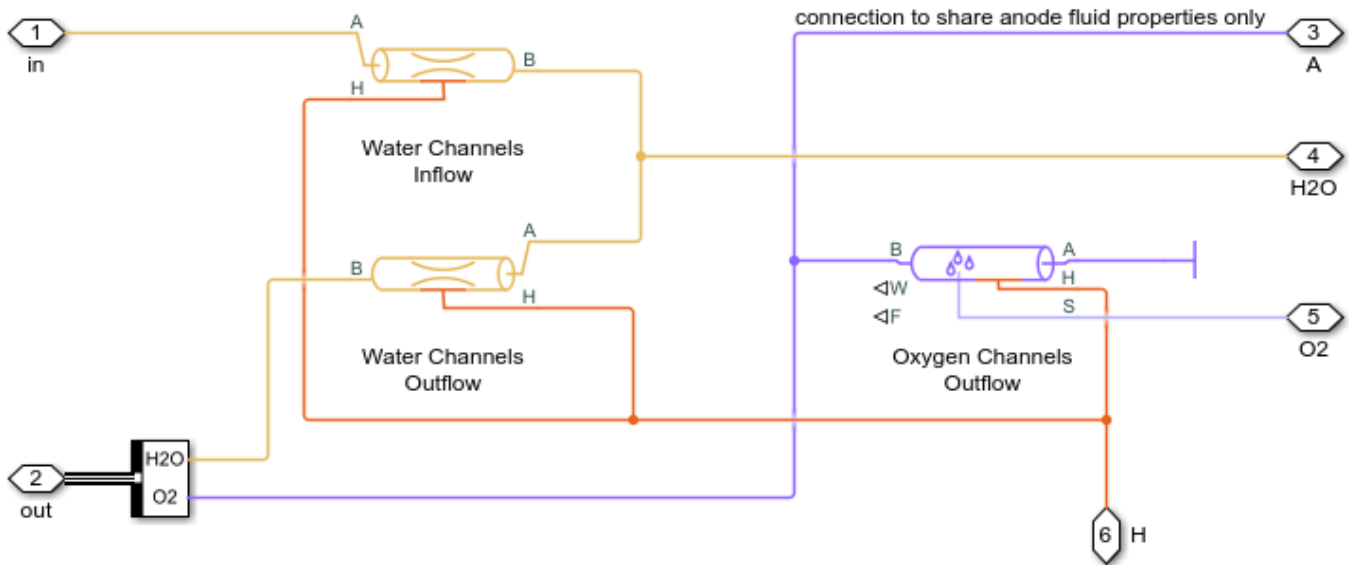 connection to share anode fluid properties only
1
in
A
B
H
3
A
Water Channels
Inflow
4
H2O
A
B
H
B
A
H
W
F
S
5
O2
Water Channels
Outflow
Oxygen Channels
Outflow
H2O
O2
2
out
6
H